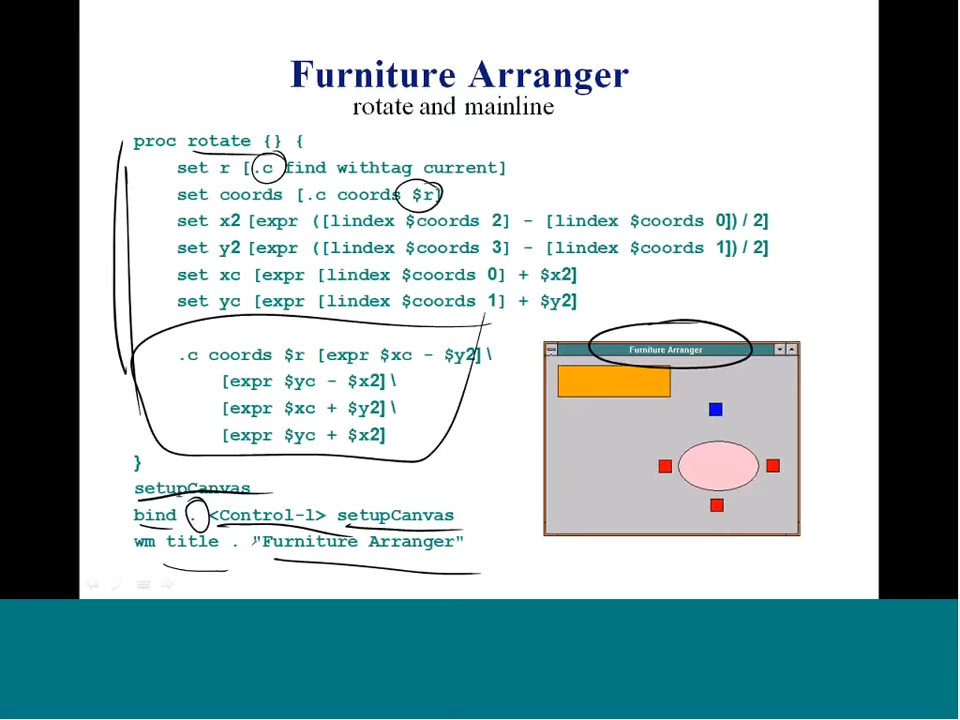 Furniture Arranger
rotate and mainline
proc rotate {} {
set r [.c find withtag current]
set coords [.c coords $r]
set x2 [expr ([lindex $coords 2] - [lindex $coords 0]) / 2]
set y2 [expr ([lindex $coords 3] - [lindex $coords 1]) / 2]
set xc [expr [lindex $coords 0] + $x2]
set yc [expr [lindex $coords 1] + $y2]
.c coords $r [expr $xc - $y2] \
[expr $yc - $x2] \
[expr $xc + $y2] \
[expr $yc + $x2]
}
setupCanvas
bind . <Control-l> setupCanvas
wm title . "Furniture Arranger"
Furniture Arranger